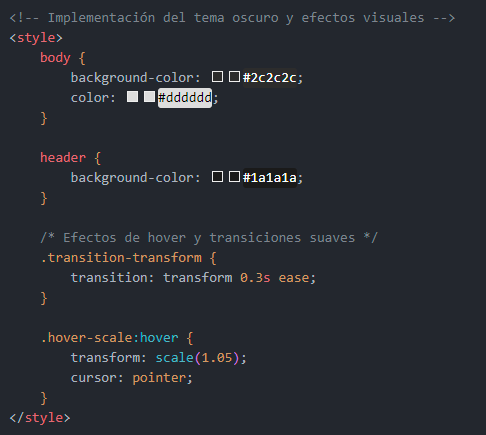 <!-- Implementación del tema oscuro y efectos visuales -->
<style>
    body {
        background-color: #2c2c2c;
        color: #dddddd;
    }

    header {
        background-color: #1a1a1a;
    }

    /* Efectos de hover y transiciones suaves */
    .transition-transform {
        transition: transform 0.3s ease;
    }

    .hover-scale:hover {
        transform: scale(1.05);
        cursor: pointer;
    }
</style>